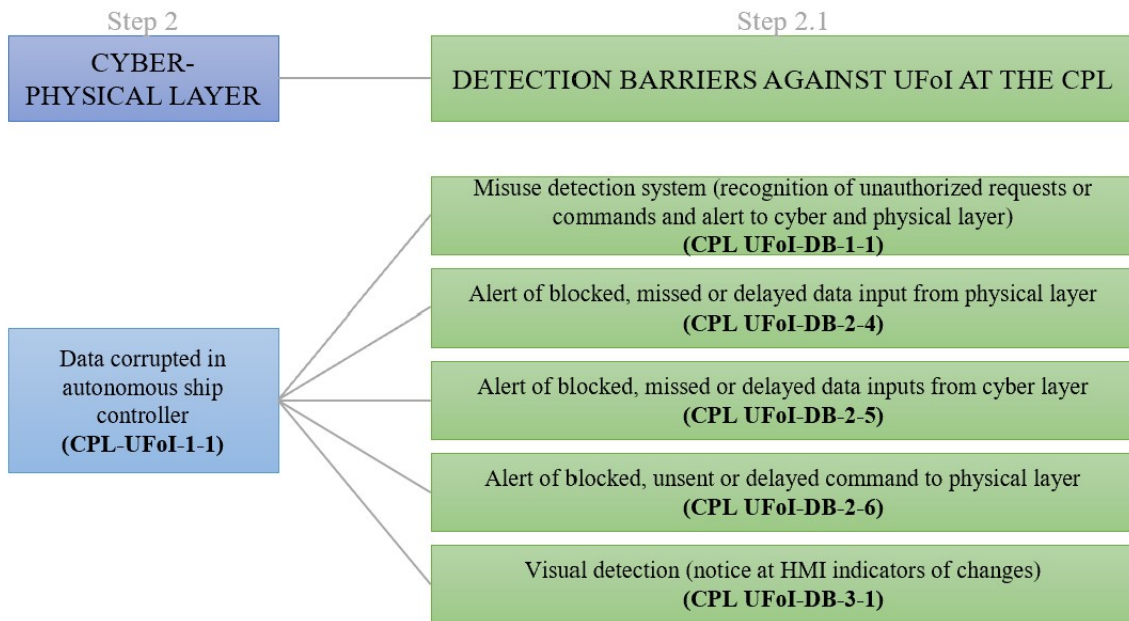 Step 2
Step 2.1
CYBER-
PHYSICAL LAYER
DETECTION BARRIERS AGAINST UFoI AT THE CPL
Misuse detection system (recognition of unauthorized requests or
commands and alert to cyber and physical layer)
(CPL UFoI-DB-1-1)
Alert of blocked, missed or delayed data input from physical layer
(CPL UFoI-DB-2-4)
Data corrupted in
autonomous ship
controller
(CPL-UFoI-1-1)
Alert of blocked, missed or delayed data inputs from cyber layer
(CPL UFoI-DB-2-5)
Alert of blocked, unsent or delayed command to physical layer
(CPL UFoI-DB-2-6)
Visual detection (notice at HMI indicators of changes)
(CPL UFoI-DB-3-1)